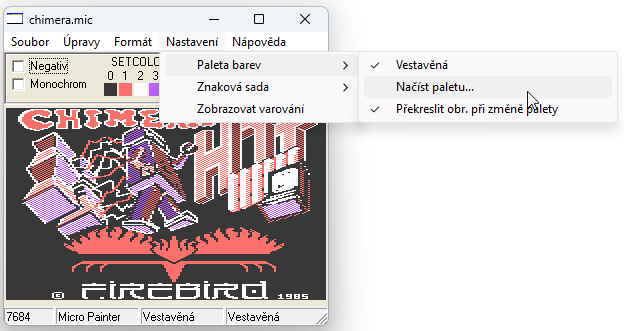 chimera.mic
Soubor Úpravy Formát Nastavení Nápověda
Negativ
Monochrom
SETCOLO
0 1 2 3
Paleta barev
Znaková sada
Zobrazovat varování
Vestavěná
Načíst paletu...
Překreslit obr. při změně palety
CHIMERA
© FIREBIRD 1985
7684 Micro Painter Vestavěná Vestavěná